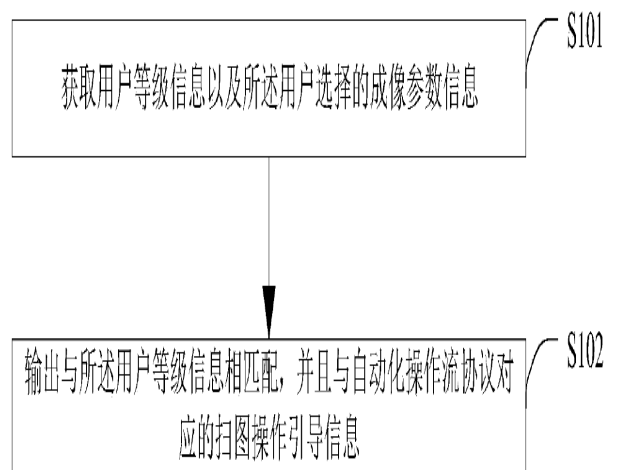 S101
获取用户等级信息以及所述用户选择的成像参数信息
S102
输出与所述用户等级信息相匹配，并且与自动化操作流协议对
应的扫图操作引导信息